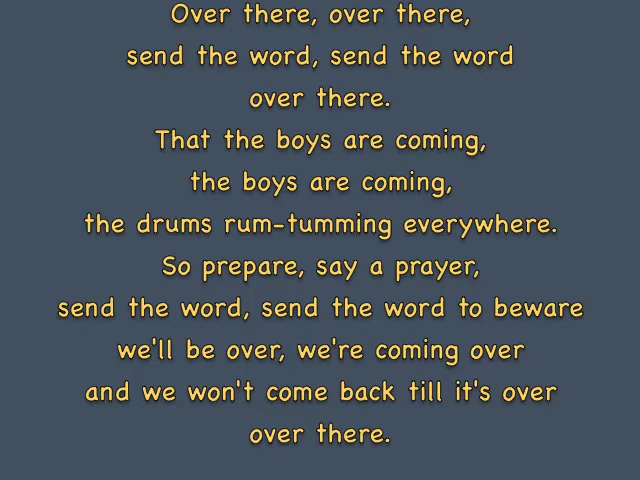 Over there, over there,
send the word, send the word
over there.
That the boys are coming,
the boys are coming,
the drums rum-tumming everywhere.
So prepare, say a prayer,
send the word, send the word to beware
we'll be over, we're coming over
and we won't come back till it's over
over there.